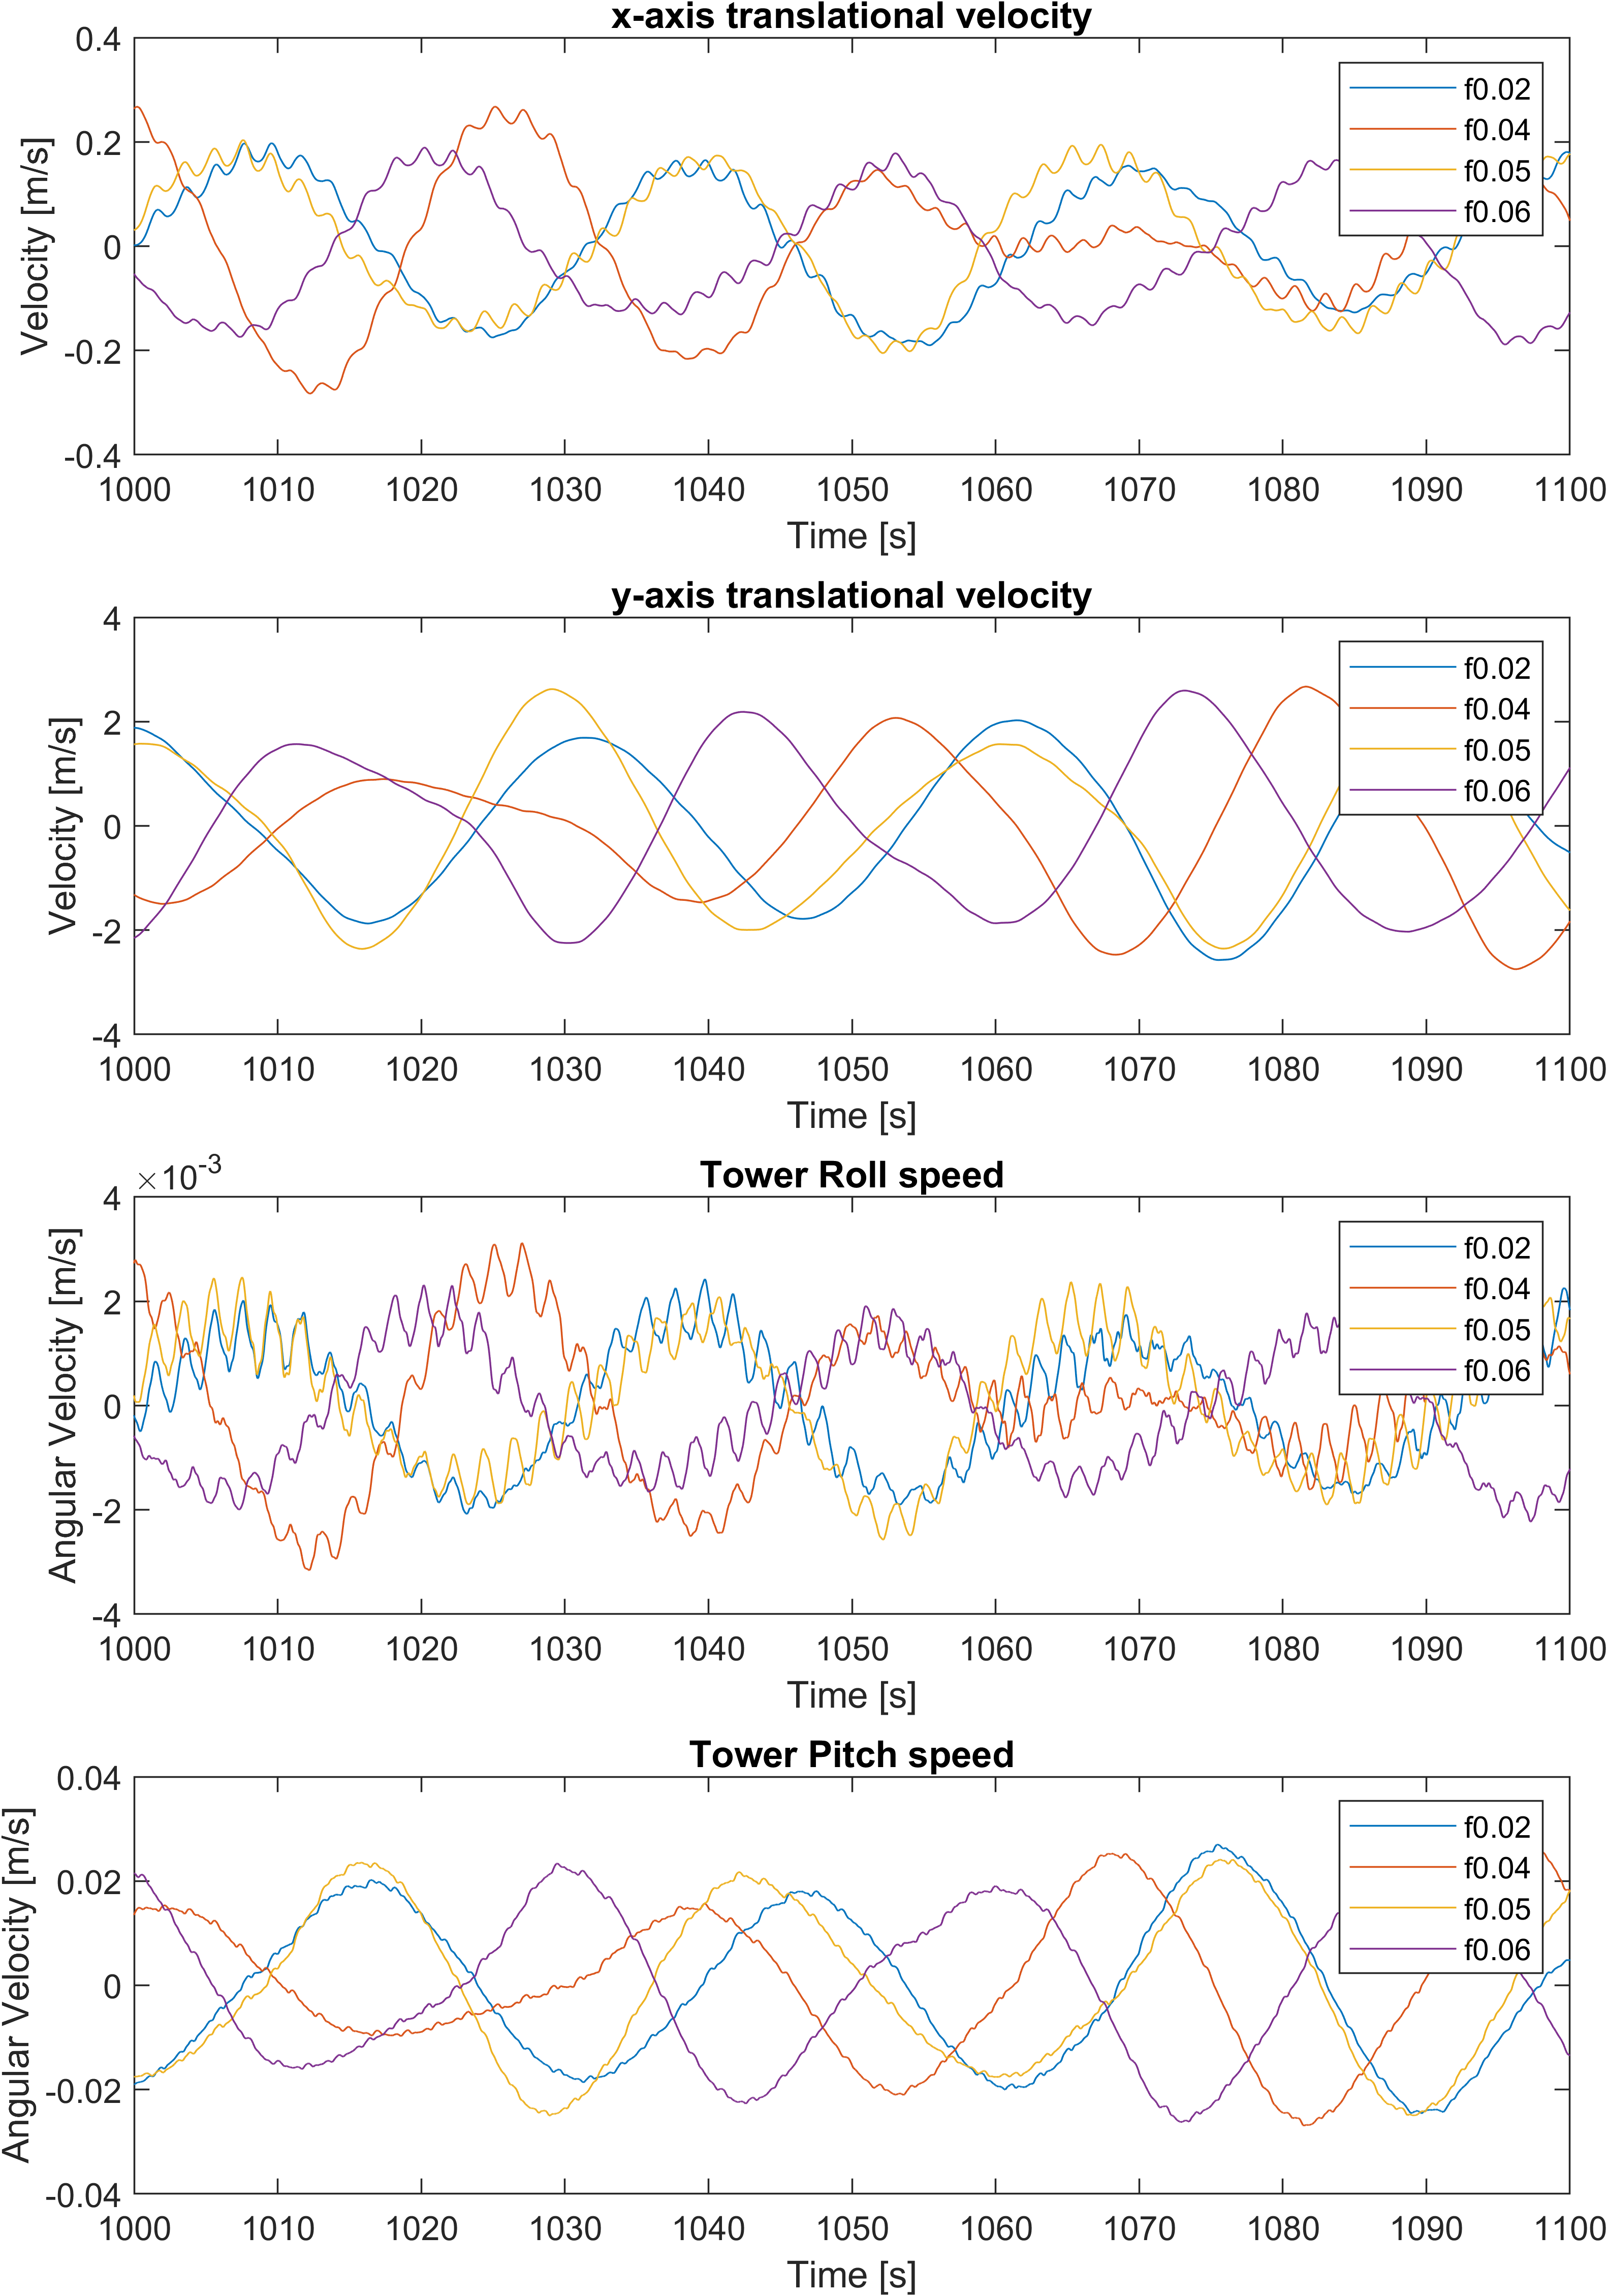 x-axis translational velocity
0.4
0.2
0
-0.2
-0.4
Velocity [m/s]
f0.02
f0.04
f0.05
f0.06
1000 1010 1020 1030 1040 1050 1060 1070 1080 1090 1100
Time [s]
y-axis translational velocity
4
2
0
-2
-4
Velocity [m/s]
f0.02
f0.04
f0.05
f0.06
1000 1010 1020 1030 1040 1050 1060 1070 1080 1090 1100
Time [s]
×10-3
Tower Roll speed
4
2
0
-2
-4
Angular Velocity [m/s]
f0.02
f0.04
f0.05
f0.06
1000 1010 1020 1030 1040 1050 1060 1070 1080 1090 1100
Time [s]
Tower Pitch speed
0.04
0.02
0
-0.02
-0.04
Angular Velocity [m/s]
f0.02
f0.04
f0.05
f0.06
1000 1010 1020 1030 1040 1050 1060 1070 1080 1090 1100
Time [s]